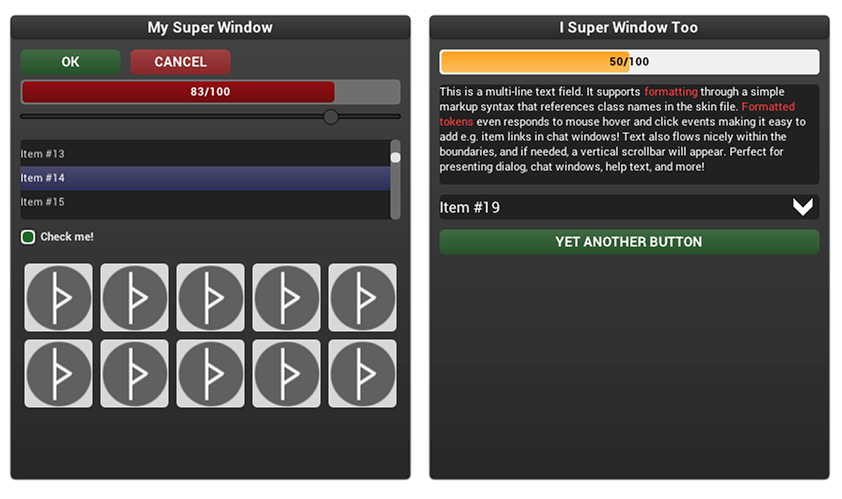 My Super Window
OK
CANCEL
83/100
Item #13
Item #14
Item #15
Check me!
I Super Window Too
50/100
This is a multi-line text field. It supports formatting through a simple
markup syntax that references class names in the skin file. Formatted
tokens even responds to mouse hover and click events making it easy to
add e.g. item links in chat windows! Text also flows nicely within the
boundaries, and if needed, a vertical scrollbar will appear. Perfect for
presenting dialog, chat windows, help text, and more!
Item #19
YET ANOTHER BUTTON